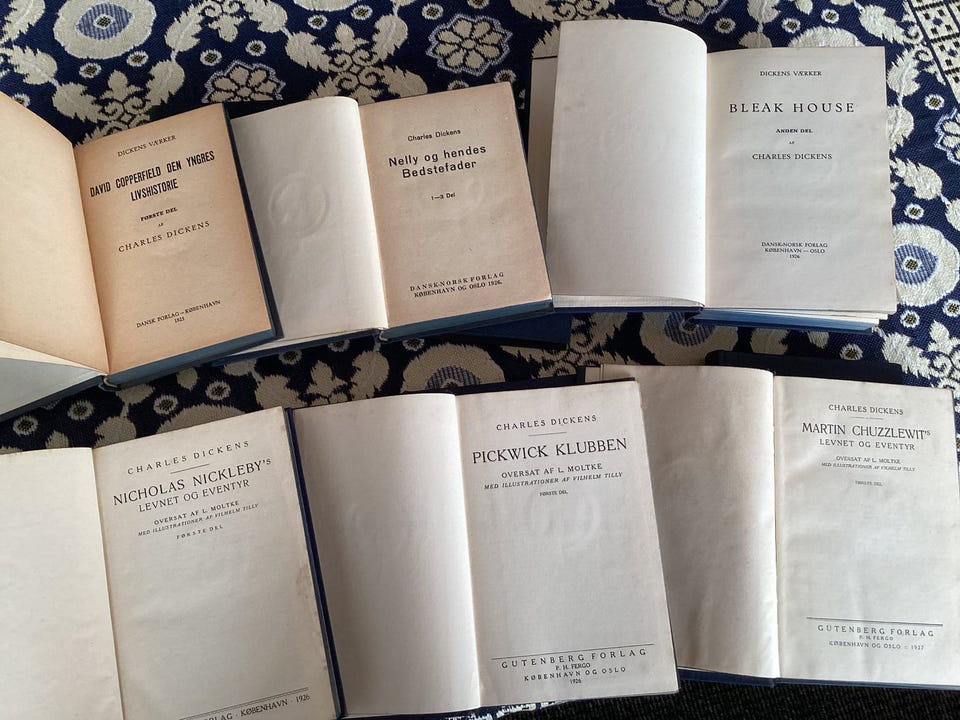 DICKENS VÆRKER
DAVID COPPERFIELD DEN YNGRES
LIVSHISTORIE
FØRSTE DEL
AF
CHARLES DICKENS
DANSK FORLAG — KØBENHAVN
1925
Charles Dickens
Nelly og hendes
Bedstefader
1—3 Del
DANSK-NORSK FORLAG
KØBENHAVN OG OSLO 1926.
DICKENS VÆRKER
BLEAK HOUSE
ANDEN DEL
AF
CHARLES DICKENS
DANSK-NORSK FORLAG
KØBENHAVN — OSLO
1926
CHARLES DICKENS
NICHOLAS NICKLEBY'S
LEVNET OG EVENTYR
OVERSAT AF L. MOLTKE
MED ILLUSTRATIONER AF VILHELM TILLY
FØRSTE DEL
FORLAG · KØBENHAVN · 1926
CHARLES DICKENS
PICKWICK KLUBBEN
OVERSAT AF L. MOLTKE
MED ILLUSTRATIONER AF VILHELM TILLY
FØRSTE DEL
GUTENBERG FORLAG
P. H. FERGO
KØBENHAVN OG OSLO
1926
CHARLES DICKENS
MARTIN CHUZZLEWIT'S
LEVNET OG EVENTYR
OVERSAT AF L. MOLTKE
MED ILLUSTRATIONER AF VILHELM TILLY
FØRSTE DEL
GUTENBERG FORLAG
P. H. FERGO
KØBENHAVN OG OSLO :: 1927